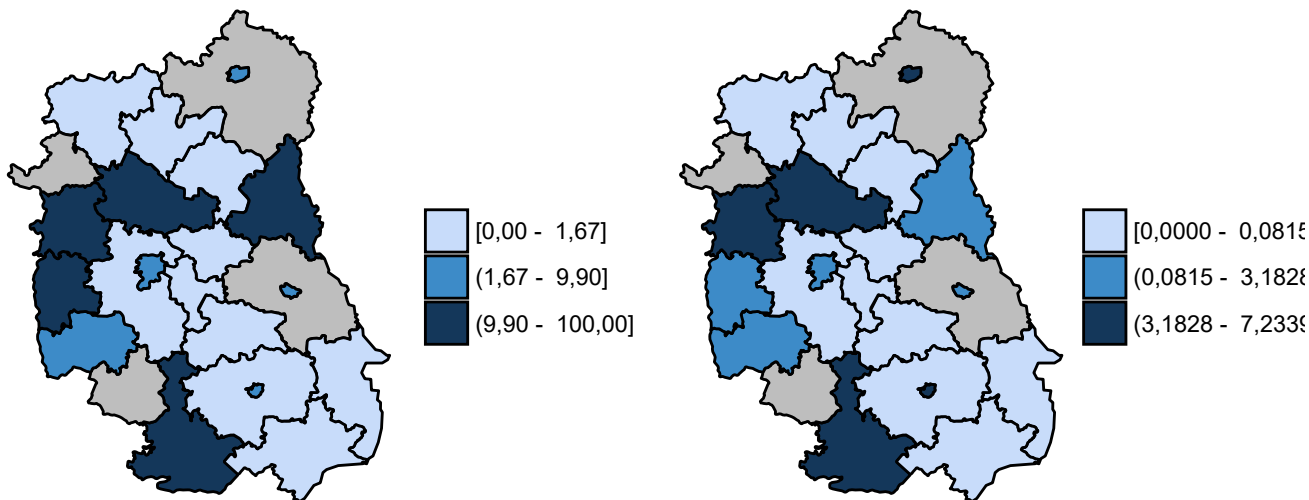 [0,00 - 1,67]
(1,67 - 9,90]
(9,90 - 100,00]
[0,0000 - 0,0815
(0,0815 - 3,1828
(3,1828 - 7,2339